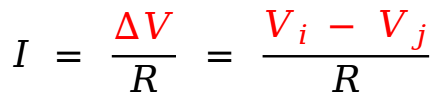 I = ΔV/R = (V_i − V_j)/R